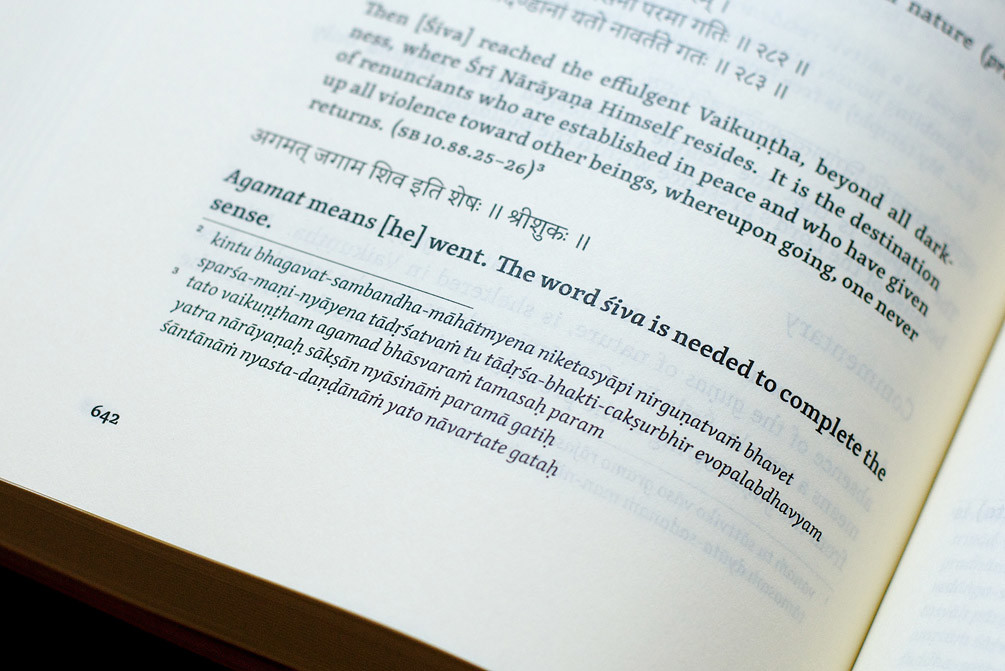 nature
परमा गतिः ॥ २८२ ॥
यतो नावर्तते गतः ॥ २८३ ॥
Then [Śiva] reached the effulgent Vaikuṇṭha, beyond all dark-
ness, where Śrī Nārāyaṇa Himself resides. It is the destination
of renunciants who are established in peace and who have given
up all violence toward other beings, whereupon going, one never
returns. (SB 10.88.25–26)³
अगमत् जगाम शिव इति शेषः ॥ श्रीशुकः ॥
Agamat means [he] went. The word śiva is needed to complete the
sense.
² kintu bhagavat-sambandha-māhātmyena niketasyāpi nirguṇatvaṁ bhavet
sparśa-maṇi-nyāyena tādṛśatvaṁ tu tādṛśa-bhakti-cakṣurbhir evopalabdhavyam
³ tato vaikuṇṭham agamad bhāsvaraṁ tamasaḥ param
yatra nārāyaṇaḥ sākṣān nyāsināṁ paramā gatiḥ
śāntānāṁ nyasta-daṇḍānāṁ yato nāvartate gataḥ
642